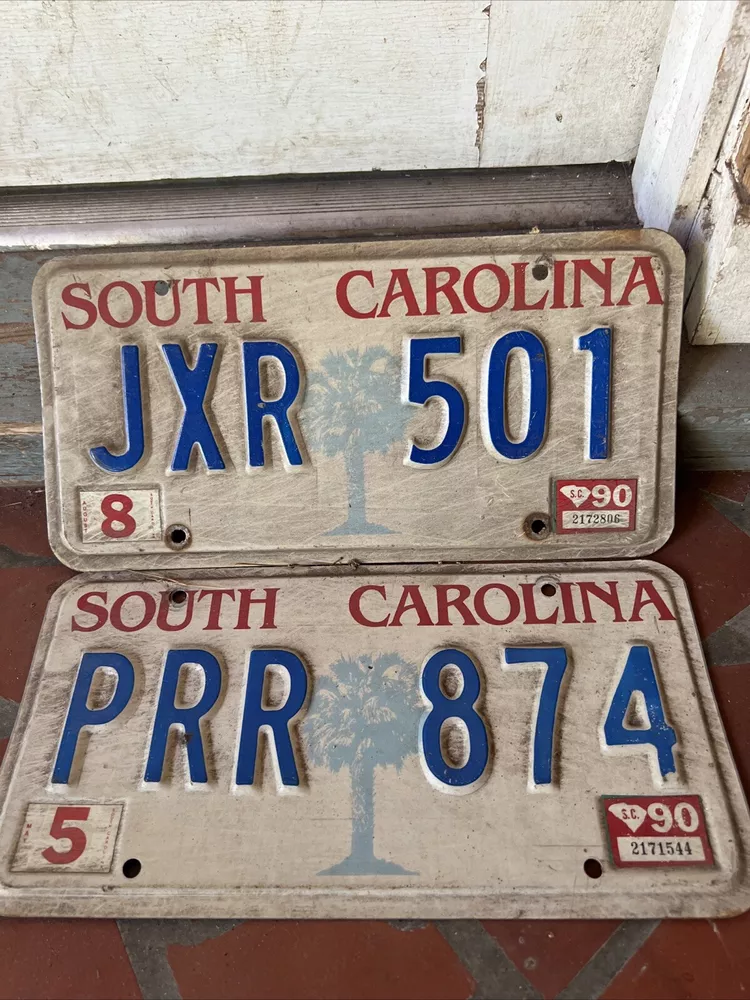 SOUTH CAROLINA
JXR 501
8
S.C. 90
2172806
SOUTH CAROLINA
PRR 874
5
S.C. 90
2171544